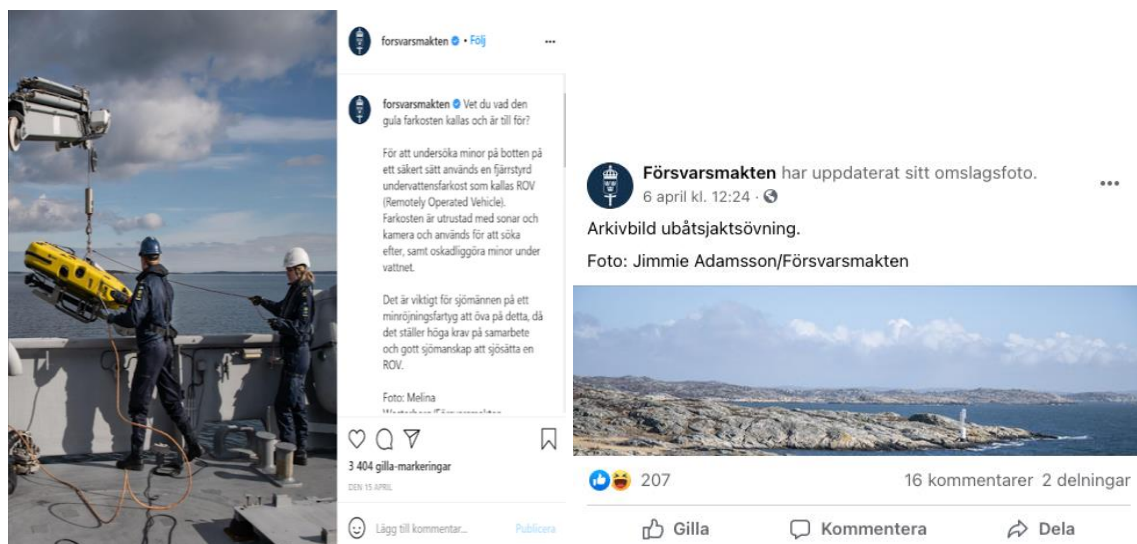 forsvarsmakten • Följ
forsvarsmakten Vet du vad den
gula farkosten kallas och är till för?
För att undersöka minor på botten på
ett säkert sätt används en fjärrstyrd
undervattensfarkost som kallas ROV
(Remotely Operated Vehicle).
Farkosten är utrustad med sonar och
kamera och används för att söka
efter, samt oskadliggöra minor under
vattnet.
Det är viktigt för sjömännen på ett
minröjningsfartyg att öva på detta, då
det ställer höga krav på samarbete
och gott sjömanskap att sjösätta en
ROV.
Foto: Melina
3 404 gilla-markeringar
DEN 15 APRIL
Lägg till kommentar... Publicera
Försvarsmakten har uppdaterat sitt omslagsfoto.
6 april kl. 12:24 ·
Arkivbild ubåtsjaktsövning.
Foto: Jimmie Adamsson/Försvarsmakten
207 16 kommentarer 2 delningar
Gilla Kommentera Dela